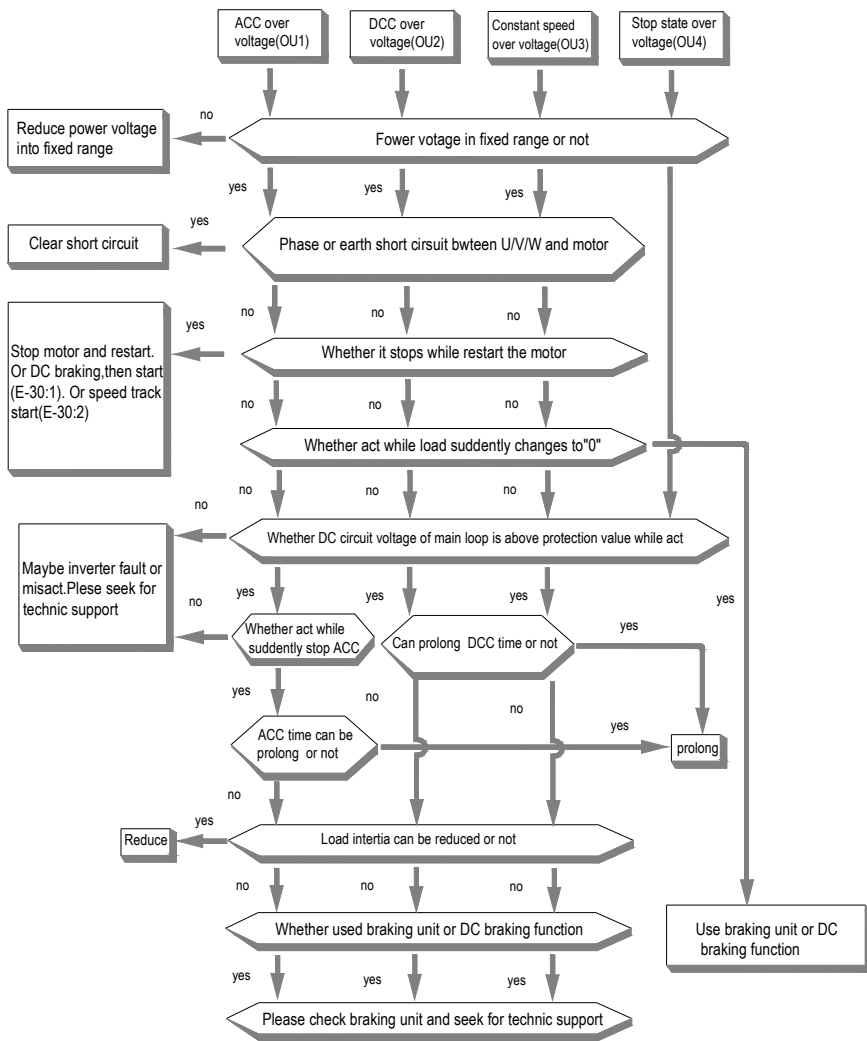 ACC over
voltage(OU1)
DCC over
voltage(OU2)
Constant speed
over voltage(OU3)
Stop state over
voltage(OU4)
Reduce power voltage
into fixed range
no
Fower votage in fixed range or not
yes
yes
yes
yes
Clear short circuit
Phase or earth short circuit bwteen U/V/W and motor
no
no
no
yes
Stop motor and restart.
Or DC braking,then start
(E-30:1). Or speed track
start(E-30:2)
Whether it stops while restart the motor
no
no
no
Whether act while load suddently changes to"0"
no
no
no
no
Whether DC circuit voltage of main loop is above protection value while act
Maybe inverter fault or
misact.Plese seek for
technic support
yes
yes
yes
yes
no
Whether act while
suddently stop ACC
Can prolong DCC time or not
yes
yes
no
no
ACC time can be
prolong or not
yes
prolong
no
yes
Reduce
Load intertia can be reduced or not
no
no
no
Whether used braking unit or DC braking function
Use braking unit or DC
braking function
yes
yes
yes
Please check braking unit and seek for technic support